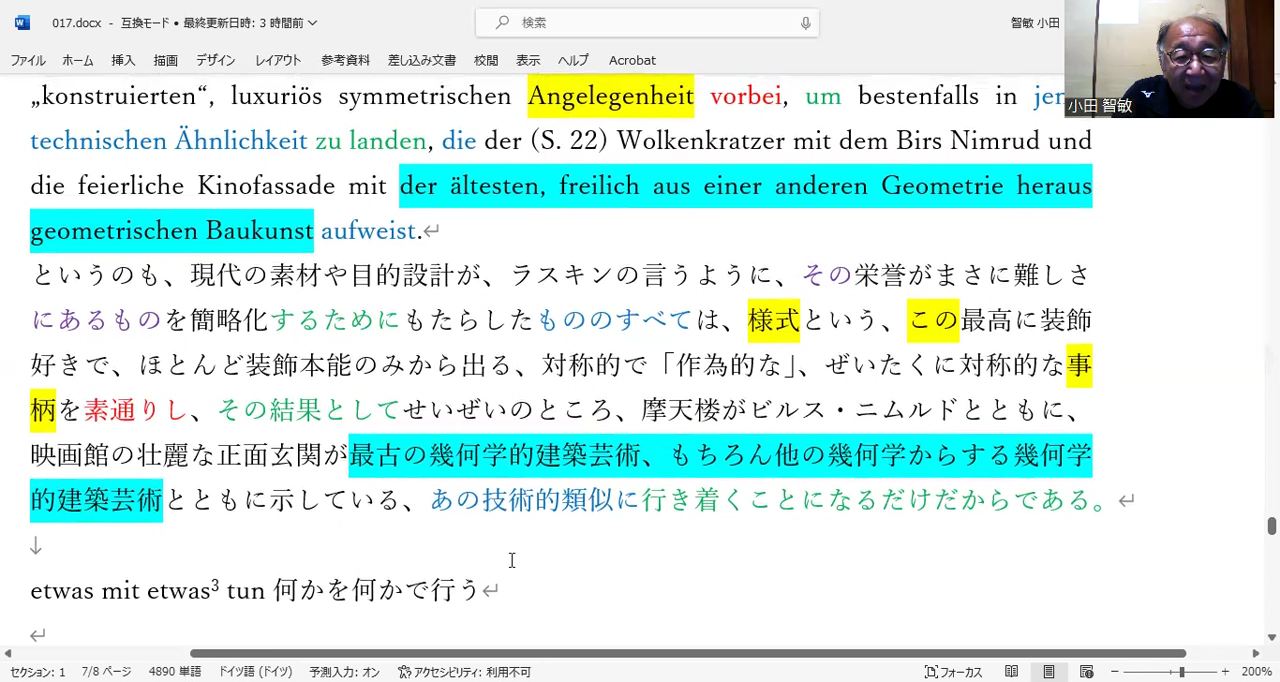 017.docx - 互換モード • 最終更新日時: 3 時間前
検索
智敏 小田
ファイル ホーム 挿入 描画 デザイン レイアウト 参考資料 差し込み文書 校閲 表示 ヘルプ Acrobat
小田 智敏
„konstruierten“, luxuriös symmetrischen Angelegenheit vorbei, um bestenfalls in
technischen Ähnlichkeit zu landen, die der (S. 22) Wolkenkratzer mit dem Birs Nimrud und
die feierliche Kinofassade mit der ältesten, freilich aus einer anderen Geometrie heraus
geometrischen Baukunst aufweist.
というのも、現代の素材や目的設計が、ラスキンの言うように、その栄誉がまさに難しさ
にあるものを簡略化するためにもたらしたもののすべては、様式という、この最高に装飾
好きで、ほとんど装飾本能のみから出る、対称的で「作為的な」、ぜいたくに対称的な事
柄を素通りし、その結果としてせいぜいのところ、摩天楼がビルス・ニムルドとともに、
映画館の壮麗な正面玄関が最古の幾何学的建築芸術、もちろん他の幾何学からする幾何学
的建築芸術とともに示している、あの技術的類似に行き着くことになるだけだからである。
etwas mit etwas³ tun 何かを何かで行う
セクション: 1 7/8 ページ 4890 単語 ドイツ語 (ドイツ) 予測入力: オン アクセシビリティ: 利用不可 フォーカス 200%